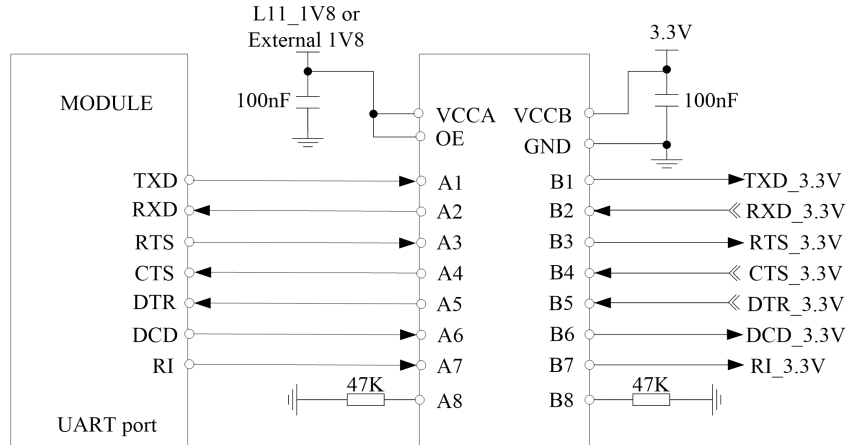 L11_1V8 or
External 1V8
3.3V
MODULE
100nF
100nF
VCCA VCCB
OE
GND
TXD A1 B1 TXD_3.3V
RXD A2 B2 RXD_3.3V
RTS A3 B3 RTS_3.3V
CTS A4 B4 CTS_3.3V
DTR A5 B5 DTR_3.3V
DCD A6 B6 DCD_3.3V
RI A7 B7 RI_3.3V
47K 47K
A8 B8
UART port